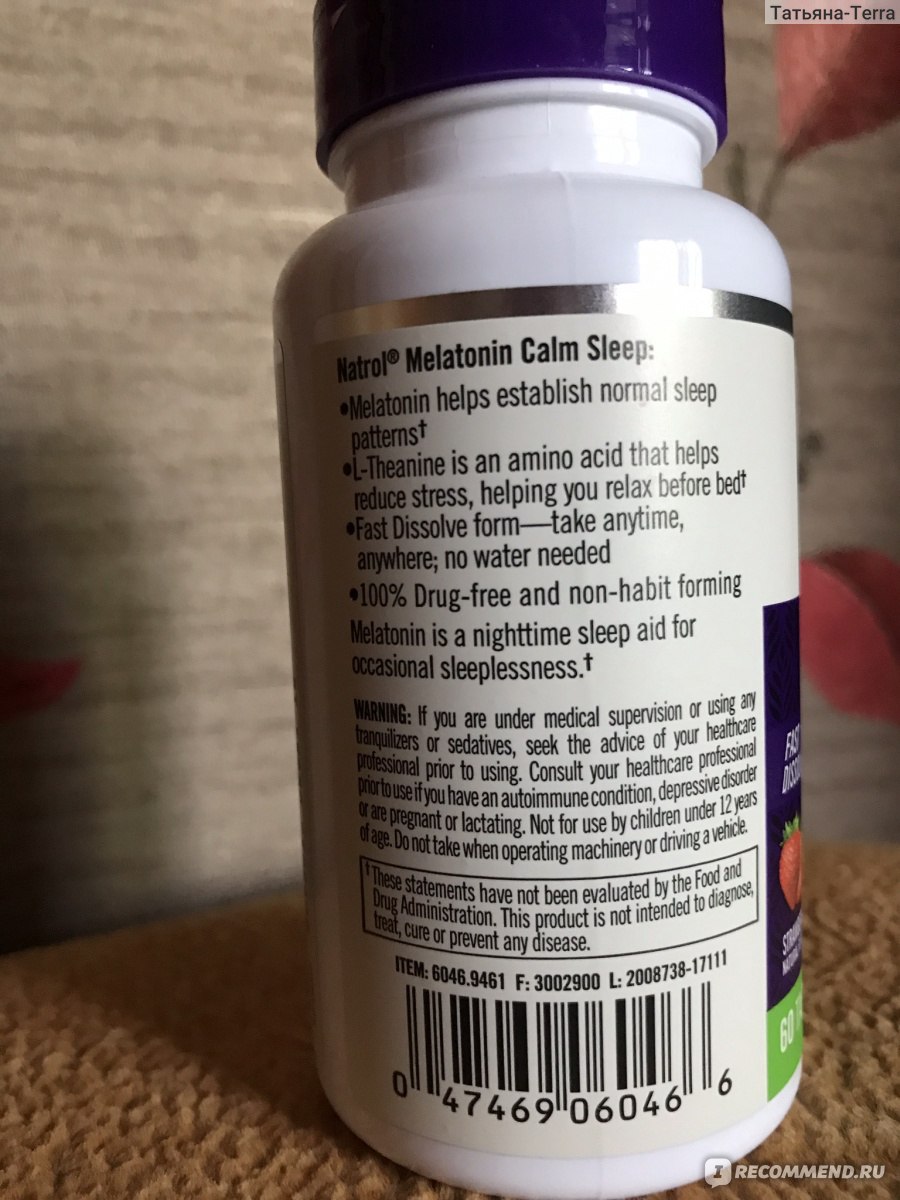 Татьяна-Terra
Natrol® Melatonin Calm Sleep:
•Melatonin helps establish normal sleep
patterns†
•L-Theanine is an amino acid that helps
reduce stress, helping you relax before bed†
•Fast Dissolve form—take anytime,
anywhere; no water needed
•100% Drug-free and non-habit forming
Melatonin is a nighttime sleep aid for
occasional sleeplessness.†
WARNING: If you are under medical supervision or using any
tranquilizers or sedatives, seek the advice of your healthcare
professional prior to using. Consult your healthcare professional
prior to use if you have an autoimmune condition, depressive disorder
or are pregnant or lactating. Not for use by children under 12 years
of age. Do not take when operating machinery or driving a vehicle.
†These statements have not been evaluated by the Food and
Drug Administration. This product is not intended to diagnose,
treat, cure or prevent any disease.
ITEM: 6046.9461 F: 3002900 L: 2008738-17111
0 47469 06046 6
FAST
60
I RECOMMEND.RU